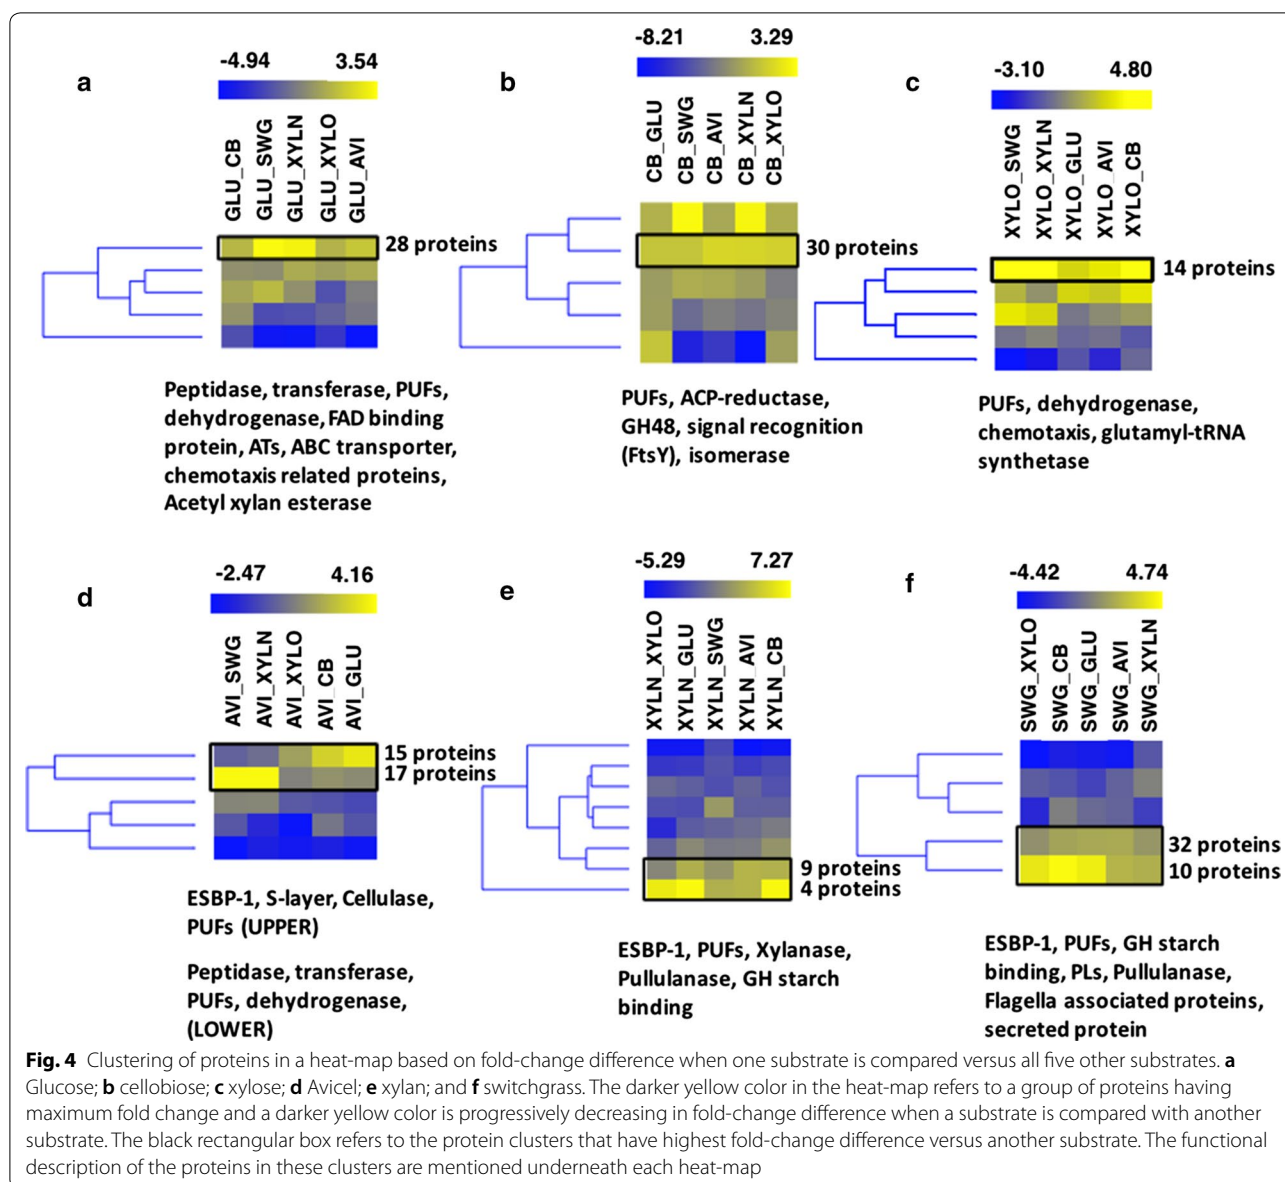 a
-4.94 3.54
GLU_CB
GLU_SWG
GLU_XYLN
GLU_XYLO
GLU_AVI
28 proteins
Peptidase, transferase, PUFs,
dehydrogenase, FAD binding
protein, ATs, ABC transporter,
chemotaxis related proteins,
Acetyl xylan esterase
b
-8.21 3.29
CB_GLU
CB_SWG
CB_AVI
CB_XYLN
CB_XYLO
30 proteins
PUFs, ACP-reductase,
GH48, signal recognition
(FtsY), isomerase
c
-3.10 4.80
XYLO_SWG
XYLO_XYLN
XYLO_GLU
XYLO_AVI
XYLO_CB
14 proteins
PUFs, dehydrogenase,
chemotaxis, glutamyl-tRNA
synthetase
d
-2.47 4.16
AVI_SWG
AVI_XYLN
AVI_XYLO
AVI_CB
AVI_GLU
15 proteins
17 proteins
ESBP-1, S-layer, Cellulase,
PUFs (UPPER)
Peptidase, transferase,
PUFs, dehydrogenase,
(LOWER)
e
-5.29 7.27
XYLN_XYLO
XYLN_GLU
XYLN_SWG
XYLN_AVI
XYLN_CB
9 proteins
4 proteins
ESBP-1, PUFs, Xylanase,
Pullulanase, GH starch
binding
f
-4.42 4.74
SWG_XYLO
SWG_CB
SWG_GLU
SWG_AVI
SWG_XYLN
32 proteins
10 proteins
ESBP-1, PUFs, GH starch
binding, PLs, Pullulanase,
Flagella associated proteins,
secreted protein
Fig. 4 Clustering of proteins in a heat-map based on fold-change difference when one substrate is compared versus all five other substrates. a
Glucose; b cellobiose; c xylose; d Avicel; e xylan; and f switchgrass. The darker yellow color in the heat-map refers to a group of proteins having
maximum fold change and a darker yellow color is progressively decreasing in fold-change difference when a substrate is compared with another
substrate. The black rectangular box refers to the protein clusters that have highest fold-change difference versus another substrate. The functional
description of the proteins in these clusters are mentioned underneath each heat-map